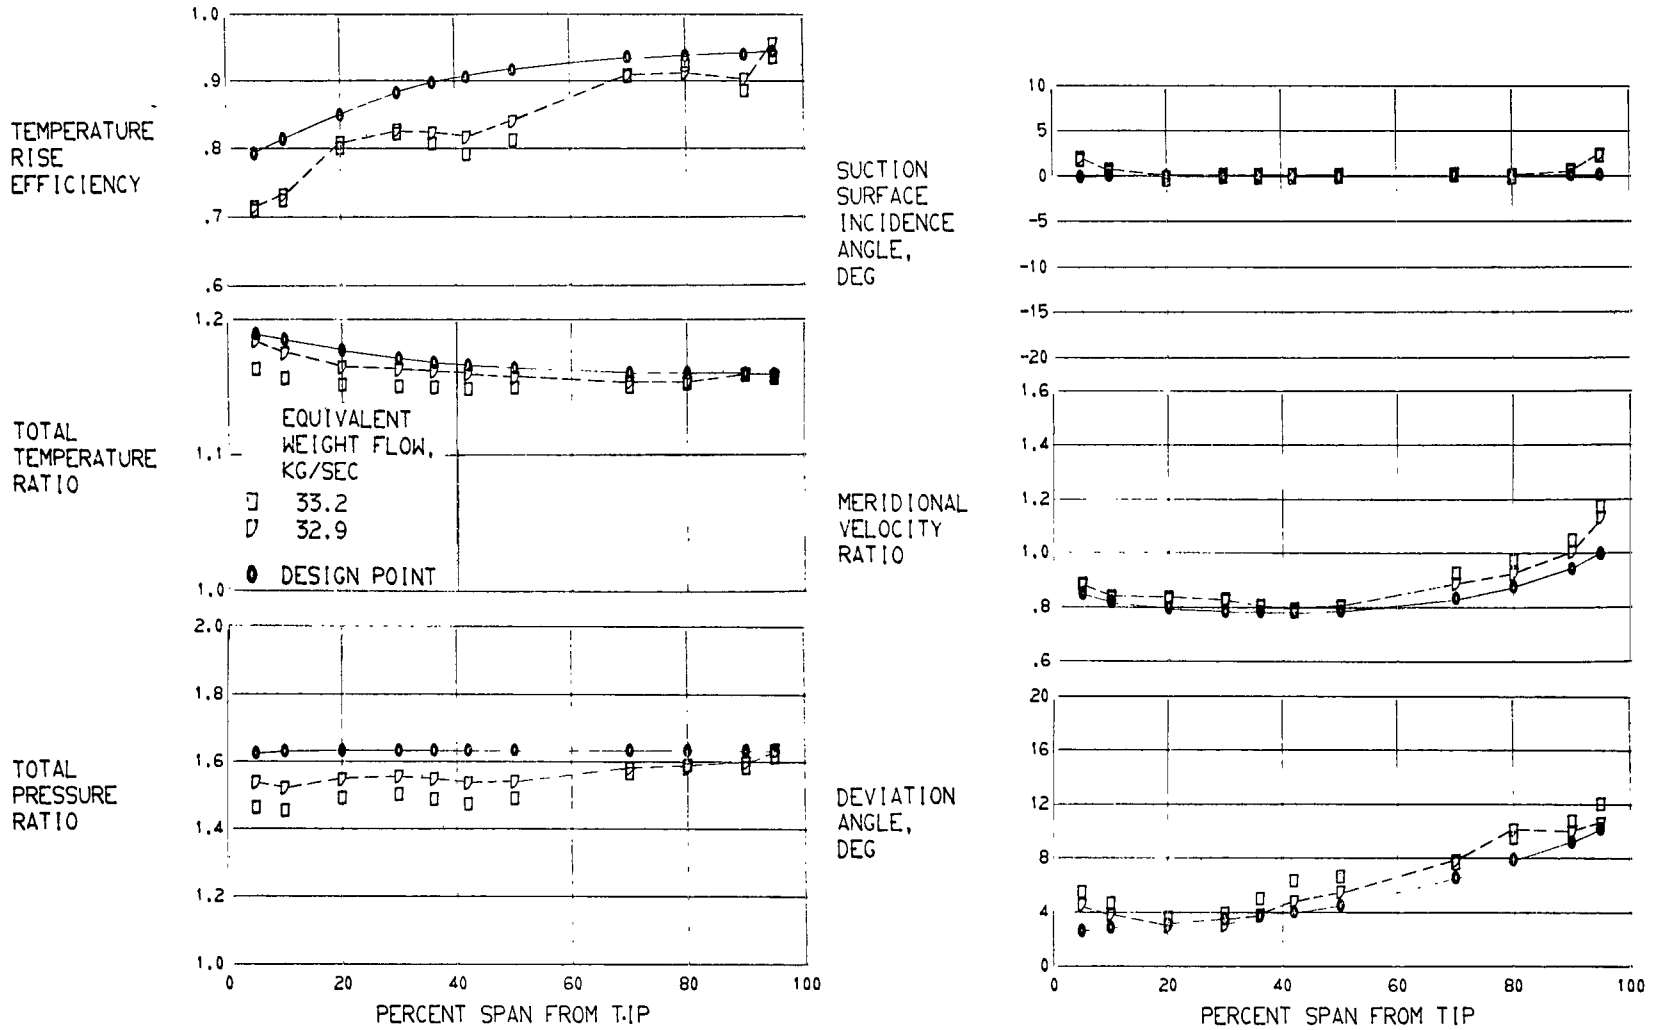 1.0
.9
.8
.7
.6
TEMPERATURE
RISE
EFFICIENCY
1.2
1.1
1.0
TOTAL
TEMPERATURE
RATIO
EQUIVALENT
WEIGHT FLOW,
KG/SEC
33.2
32.9
DESIGN POINT
2.0
1.8
1.6
1.4
1.2
1.0
TOTAL
PRESSURE
RATIO
0 20 40 60 80 100
PERCENT SPAN FROM TIP
10
5
0
-5
-10
-15
-20
SUCTION
SURFACE
INCIDENCE
ANGLE,
DEG
1.6
1.4
1.2
1.0
.8
.6
MERIDIONAL
VELOCITY
RATIO
20
16
12
8
4
0
DEVIATION
ANGLE,
DEG
0 20 40 60 80 100
PERCENT SPAN FROM TIP